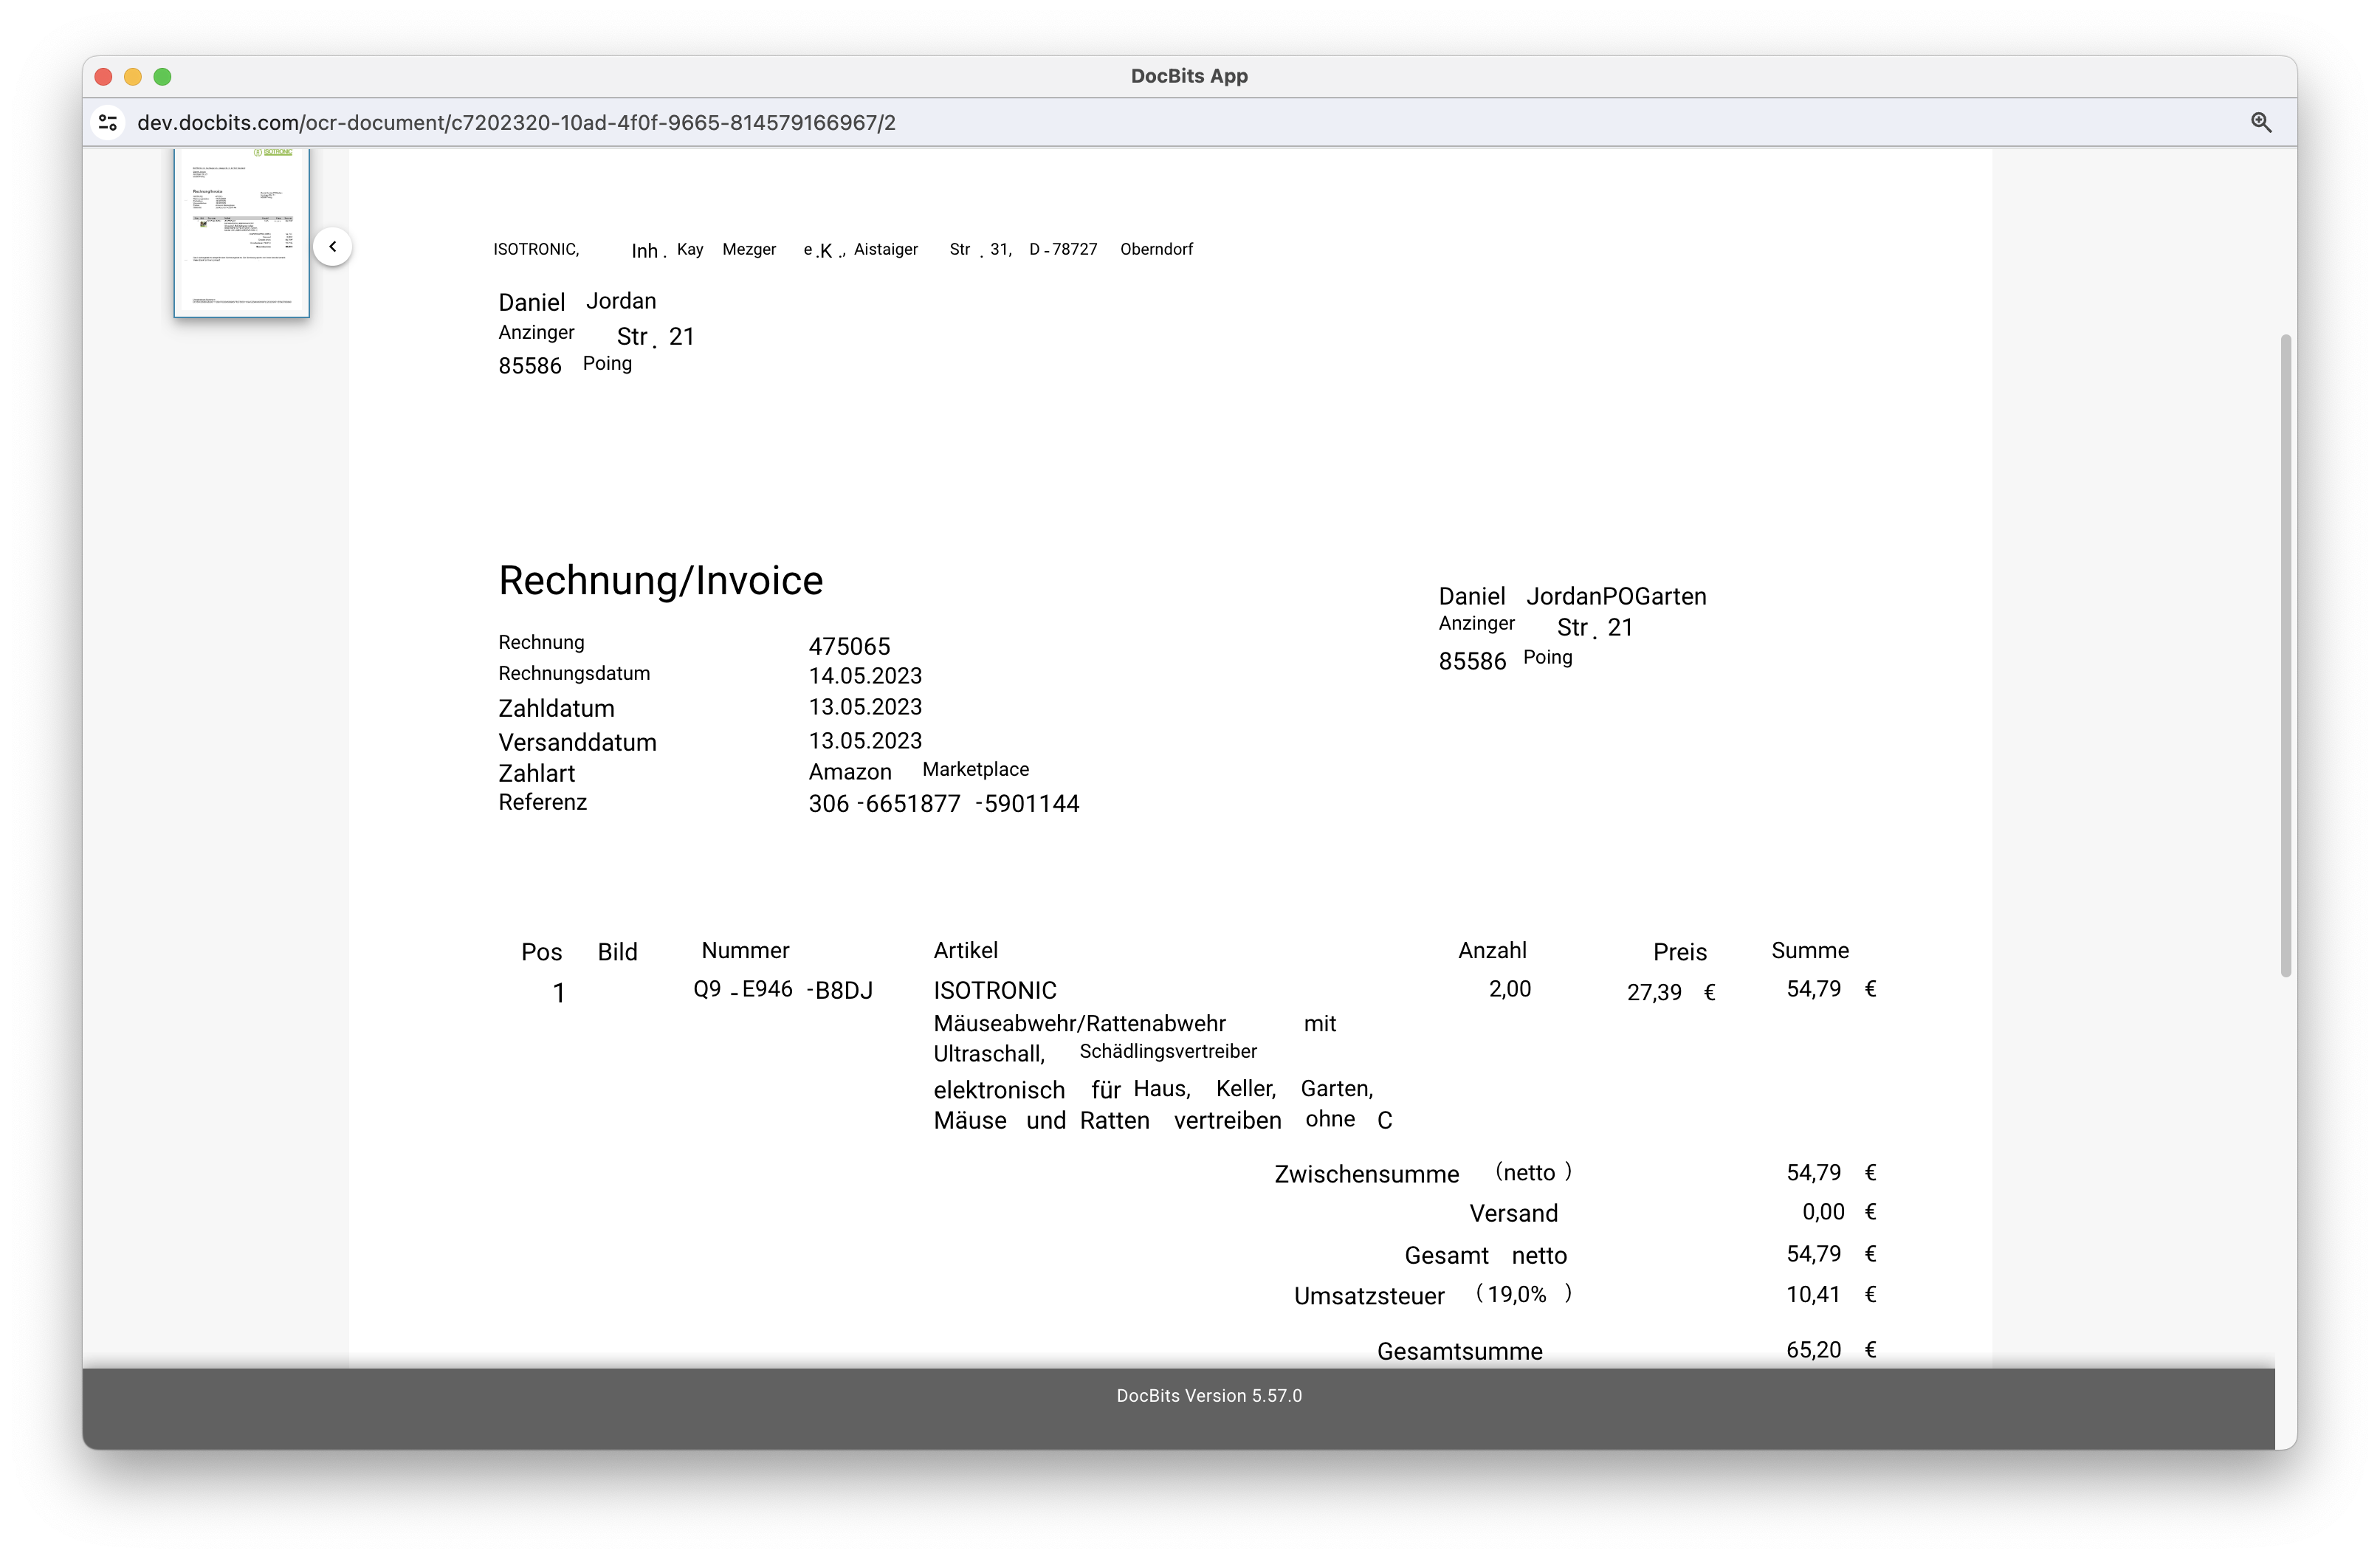 DocBits App
dev.docbits.com/ocr-document/c7202320-10ad-4f0f-9665-814579166967/2
ISOTRONIC
ISOTRONIC, Inh . Kay Mezger e .K ., Aistaiger Str . 31, D - 78727 Oberndorf
Daniel Jordan
Anzinger Str . 21
85586 Poing
Rechnung/Invoice
Daniel JordanPOGarten
Anzinger Str . 21
85586 Poing
Rechnung 475065
Rechnungsdatum 14.05.2023
Zahldatum 13.05.2023
Versanddatum 13.05.2023
Zahlart Amazon Marketplace
Referenz 306 -6651877 -5901144
Pos Bild Nummer Artikel Anzahl Preis Summe
1 Q9 - E946 -B8DJ ISOTRONIC 2,00 27,39 € 54,79 €
Mäuseabwehr/Rattenabwehr mit
Ultraschall, Schädlingsvertreiber
elektronisch für Haus, Keller, Garten,
Mäuse und Ratten vertreiben ohne C
Zwischensumme (netto ) 54,79 €
Versand 0,00 €
Gesamt netto 54,79 €
Umsatzsteuer ( 19,0% ) 10,41 €
Gesamtsumme 65,20 €
DocBits Version 5.57.0